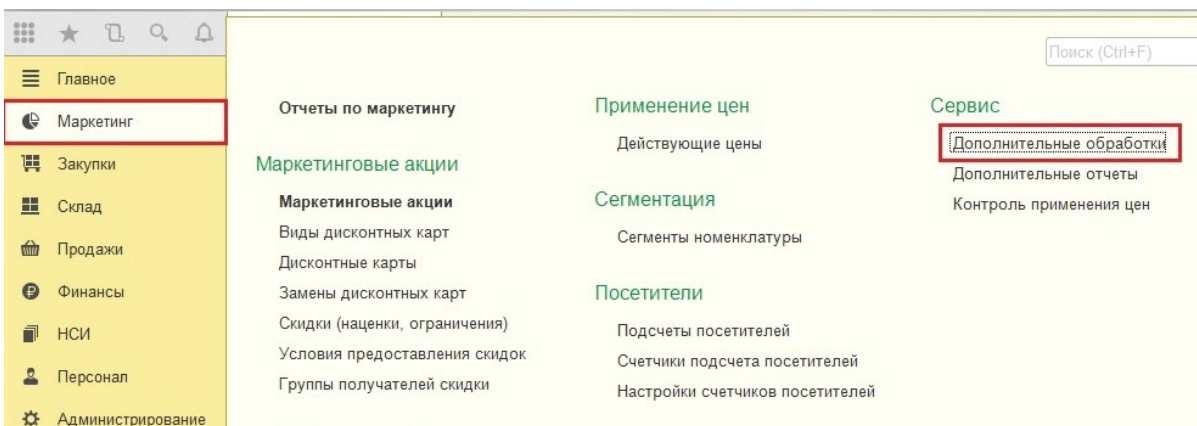 Поиск (Ctrl+F)
Главное
Маркетинг
Закупки
Склад
Продажи
Финансы
НСИ
Персонал
Администрирование
Отчеты по маркетингу
Маркетинговые акции
Маркетинговые акции
Виды дисконтных карт
Дисконтные карты
Замены дисконтных карт
Скидки (наценки, ограничения)
Условия предоставления скидок
Группы получателей скидки
Применение цен
Действующие цены
Сегментация
Сегменты номенклатуры
Посетители
Подсчеты посетителей
Счетчики подсчета посетителей
Настройки счетчиков посетителей
Сервис
Дополнительные обработки
Дополнительные отчеты
Контроль применения цен